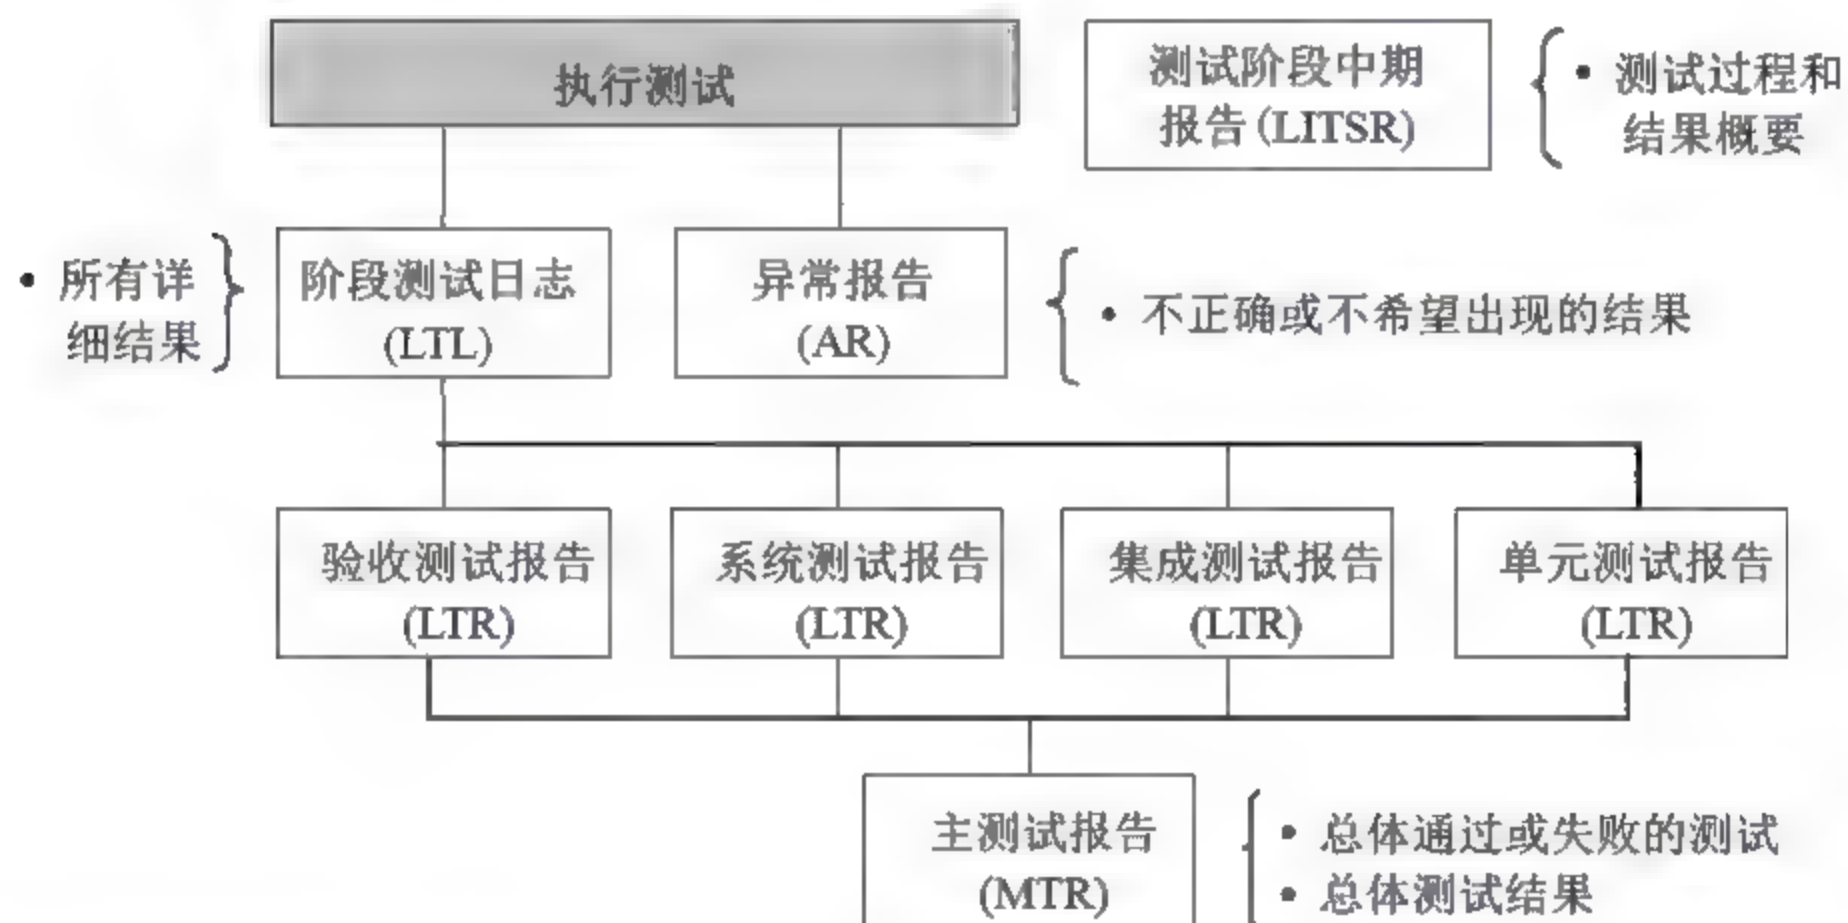 执行测试
测试阶段中期
报告(LITSR)
• 测试过程和
结果概要
• 所有详
细结果
阶段测试日志
(LTL)
异常报告
(AR)
• 不正确或不希望出现的结果
验收测试报告
(LTR)
系统测试报告
(LTR)
集成测试报告
(LTR)
单元测试报告
(LTR)
主测试报告
(MTR)
• 总体通过或失败的测试
• 总体测试结果